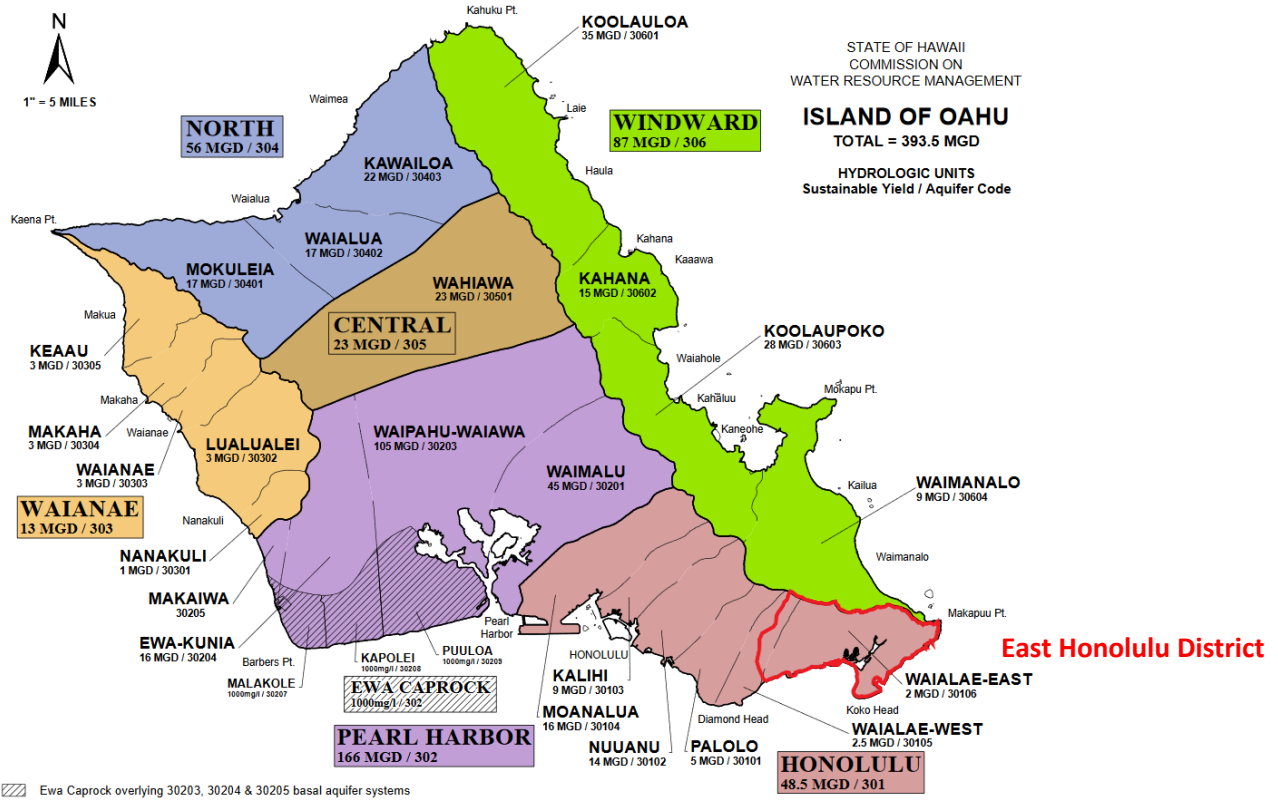 N
1" = 5 MILES
STATE OF HAWAII
COMMISSION ON
WATER RESOURCE MANAGEMENT
ISLAND OF OAHU
TOTAL = 393.5 MGD
HYDROLOGIC UNITS
Sustainable Yield / Aquifer Code
Kahuku Pt.
KOOLAULOA
35 MGD / 30601
Waimea
Laie
NORTH
56 MGD / 304
WINDWARD
87 MGD / 306
KAWAILOA
22 MGD / 30403
Haula
Waialua
Kaena Pt.
WAIALUA
17 MGD / 30402
Kahana
Kaaawa
MOKULEIA
17 MGD / 30401
WAHIAWA
23 MGD / 30501
KAHANA
15 MGD / 30602
Makua
CENTRAL
23 MGD / 305
KOOLAUPOKO
28 MGD / 30603
KEAAU
3 MGD / 30305
Waiahole
Mokapu Pt.
Makaha
Kahaluu
MAKAHA
3 MGD / 30304
Waianae
Kaneohe
WAIPAHU-WAIAWA
105 MGD / 30203
LUALUALEI
3 MGD / 30302
WAIANAE
3 MGD / 30303
WAIMALU
45 MGD / 30201
Kailua
WAIMANALO
9 MGD / 30604
WAIANAE
13 MGD / 303
Nanakuli
NANAKULI
1 MGD / 30301
Waimanalo
MAKAIWA
30205
Makapuu Pt.
Pearl
Harbor
EWA-KUNIA
16 MGD / 30204
East Honolulu District
Barbers Pt.
KAPOLEI
1000mg/l / 30208
PUULOA
1000mg/l / 30209
HONOLULU
MALAKOLE
1000mg/l / 30207
KALIHI
9 MGD / 30103
WAIALAE-EAST
2 MGD / 30106
EWA CAPROCK
1000mg/l / 302
MOANALUA
16 MGD / 30104
Diamond Head
Koko Head
WAIALAE-WEST
2.5 MGD / 30105
PEARL HARBOR
166 MGD / 302
NUUANU
14 MGD / 30102
PALOLO
5 MGD / 30101
HONOLULU
48.5 MGD / 301
Ewa Caprock overlying 30203, 30204 & 30205 basal aquifer systems